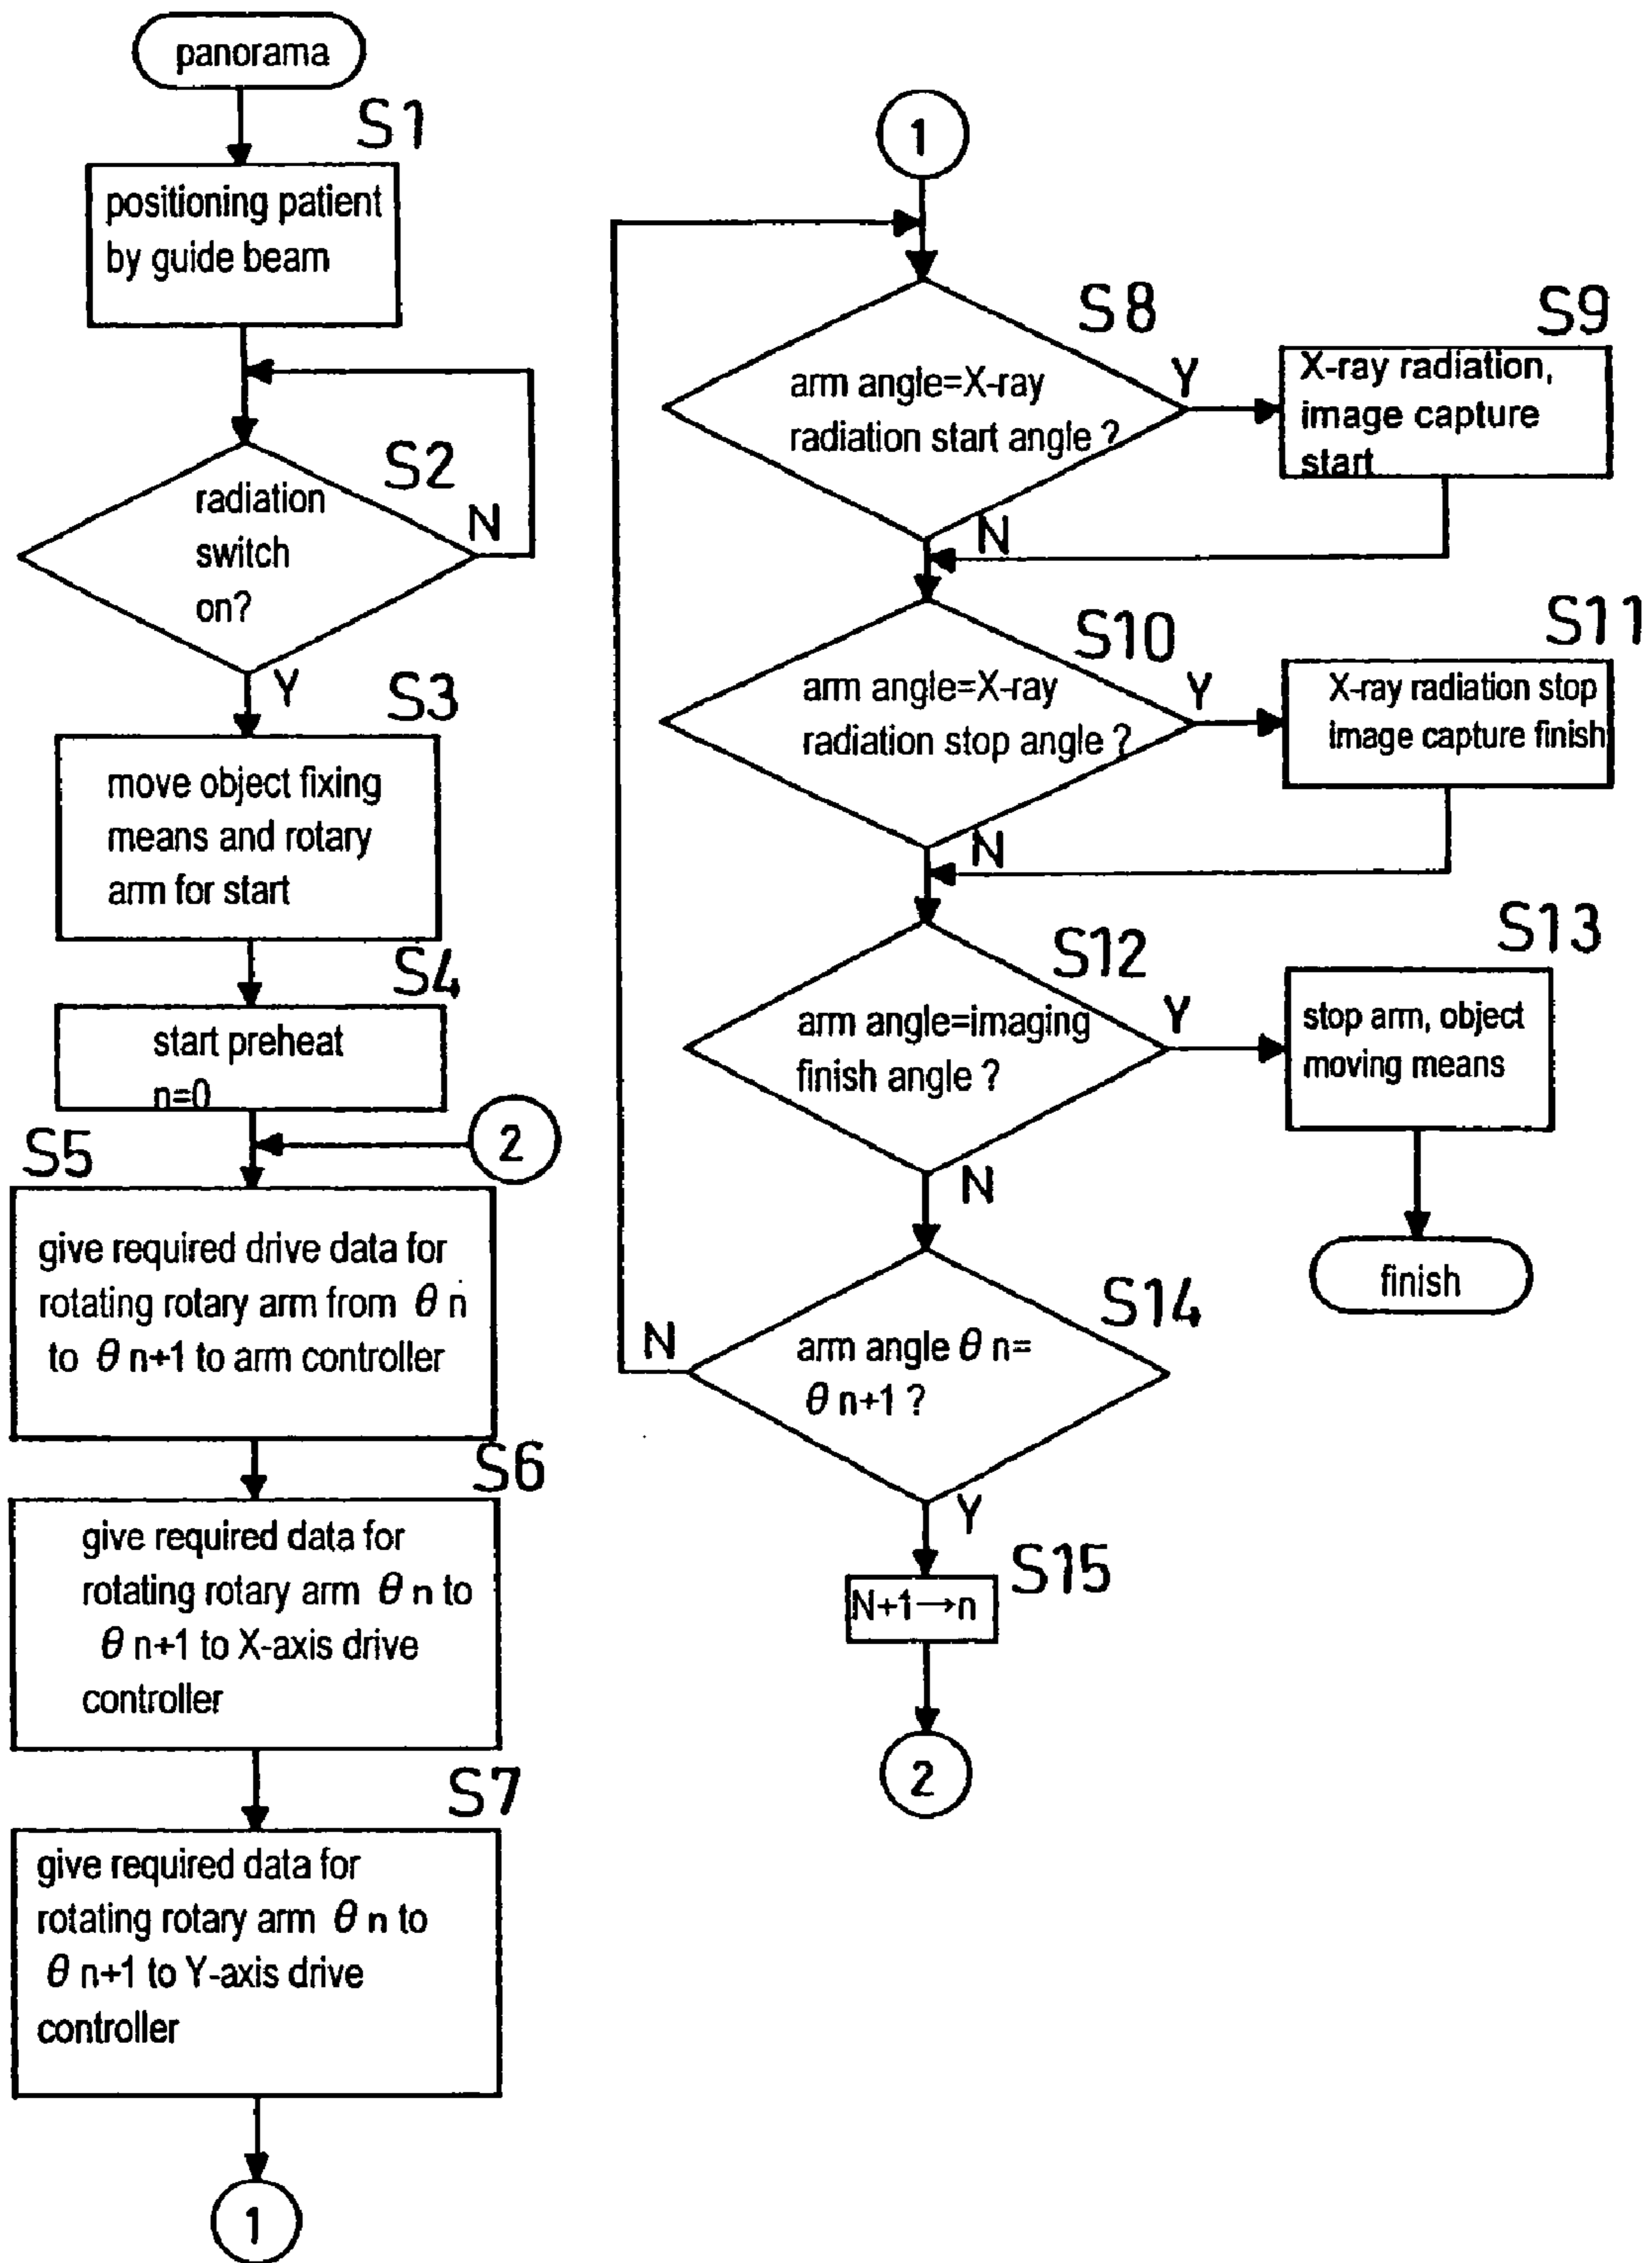 panorama
S1
positioning patient
by guide beam
S2
radiation
switch
on?
N
Y
S3
move object fixing
means and rotary
arm for start
S4
start preheat
n=0
2
S5
give required drive data for
rotating rotary arm from θ n
to θ n+1 to arm controller
S6
give required data for
rotating rotary arm θ n to
θ n+1 to X-axis drive
controller
S7
give required data for
rotating rotary arm θ n to
θ n+1 to Y-axis drive
controller
1
1
S8
arm angle=X-ray
radiation start angle ?
Y
N
S9
X-ray radiation,
image capture
start
S10
arm angle=X-ray
radiation stop angle ?
Y
N
S11
X-ray radiation stop
image capture finish
S12
arm angle=imaging
finish angle ?
Y
N
S13
stop arm, object
moving means
finish
S14
arm angle θ n=
θ n+1 ?
N
Y
S15
N+1→n
2